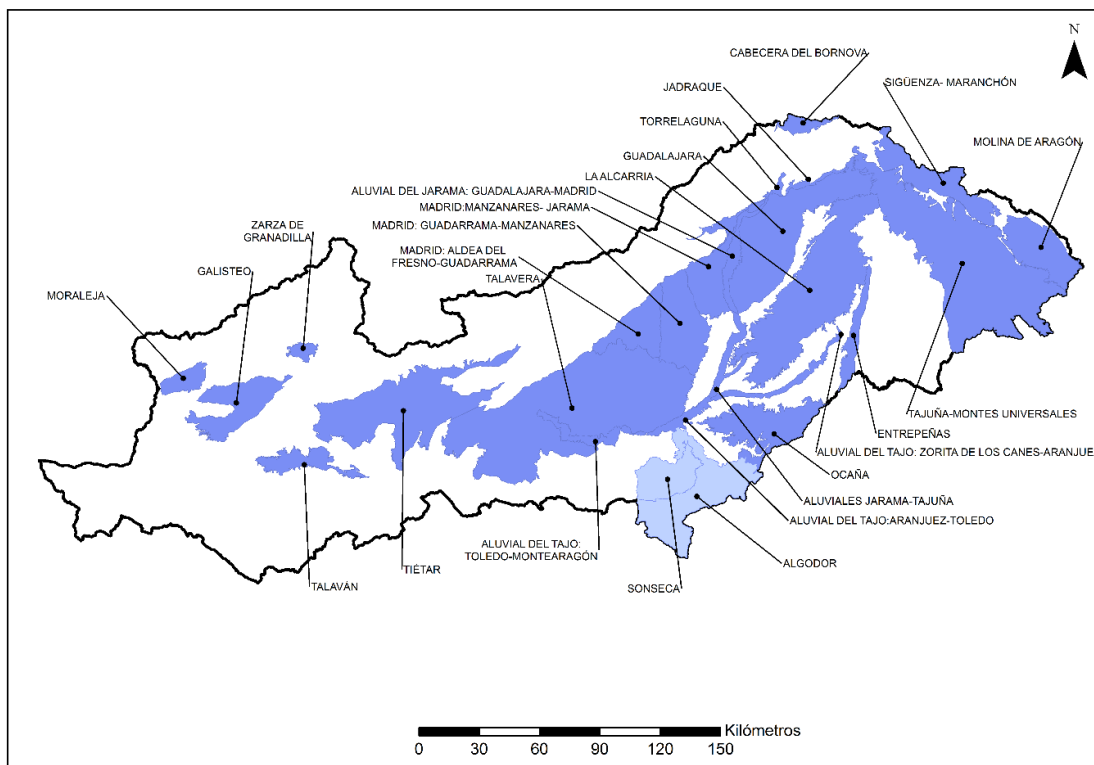 N
CABECERA DEL BORNOVA
SIGÜENZA- MARANCHÓN
JADRAQUE
TORRELAGUNA
MOLINA DE ARAGÓN
GUADALAJARA
LA ALCARRIA
ALUVIAL DEL JARAMA: GUADALAJARA-MADRID
MADRID:MANZANARES- JARAMA
MADRID: GUADARRAMA-MANZANARES
ZARZA DE
GRANADILLA
MADRID: ALDEA DEL
FRESNO-GUADARRAMA
GALISTEO
TALAVERA
MORALEJA
TAJUÑA-MONTES UNIVERSALES
ENTREPEÑAS
ALUVIAL DEL TAJO: ZORITA DE LOS CANES-ARANJUE
OCAÑA
ALUVIALES JARAMA-TAJUÑA
ALUVIAL DEL TAJO:ARANJUEZ-TOLEDO
ALUVIAL DEL TAJO:
TOLEDO-MONTEARAGÓN
ALGODOR
TIÉTAR
TALAVÁN
SONSECA
Kilómetros
0 30 60 90 120 150